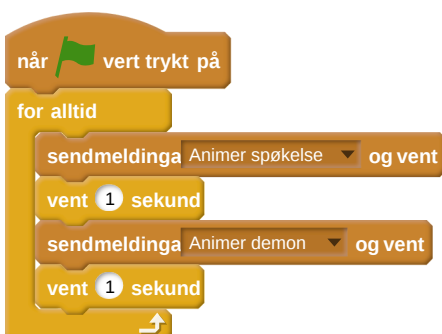 når vert trykt på
for alltid
sendmeldinga Animer spøkelse og vent
vent 1 sekund
sendmeldinga Animer demon og vent
vent 1 sekund